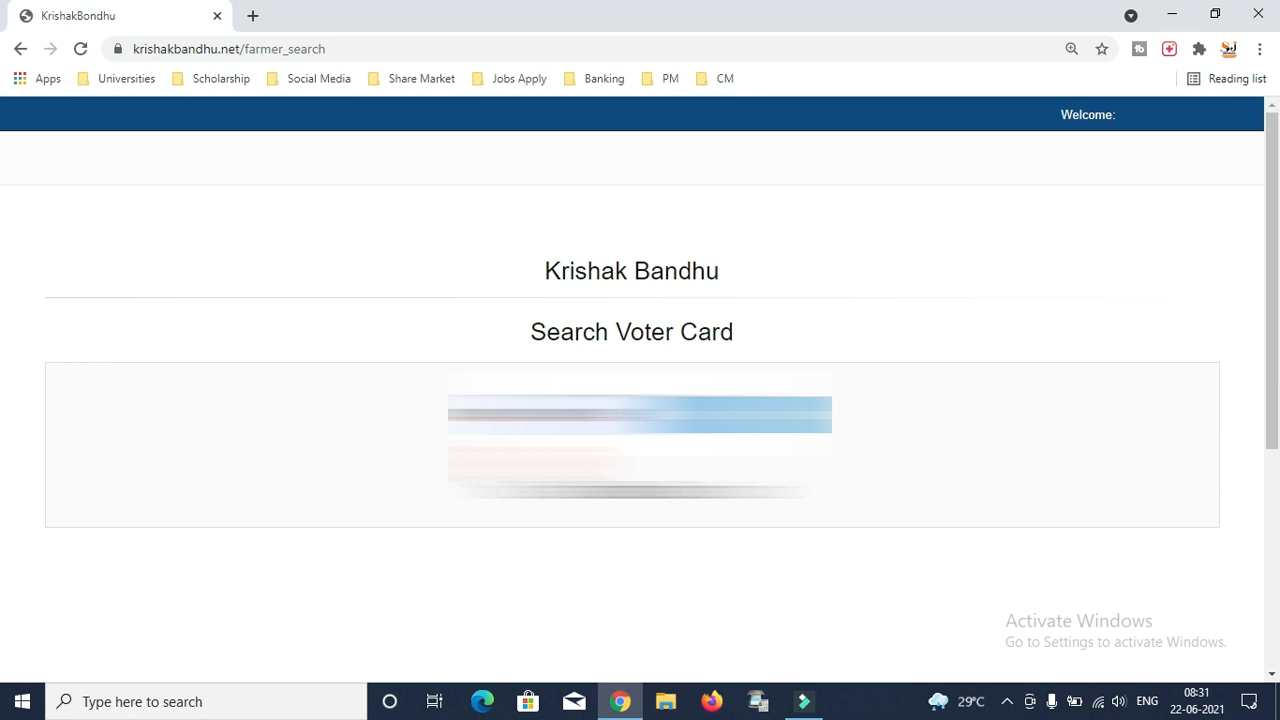 KrishakBondhu
krishakbandhu.net/farmer_search
Apps Universities Scholarship Social Media Share Market Jobs Apply Banking PM CM Reading list
Welcome:
Krishak Bandhu
Search Voter Card
Activate Windows
Go to Settings to activate Windows.
Type here to search
29°C ENG 08:31
22-06-2021